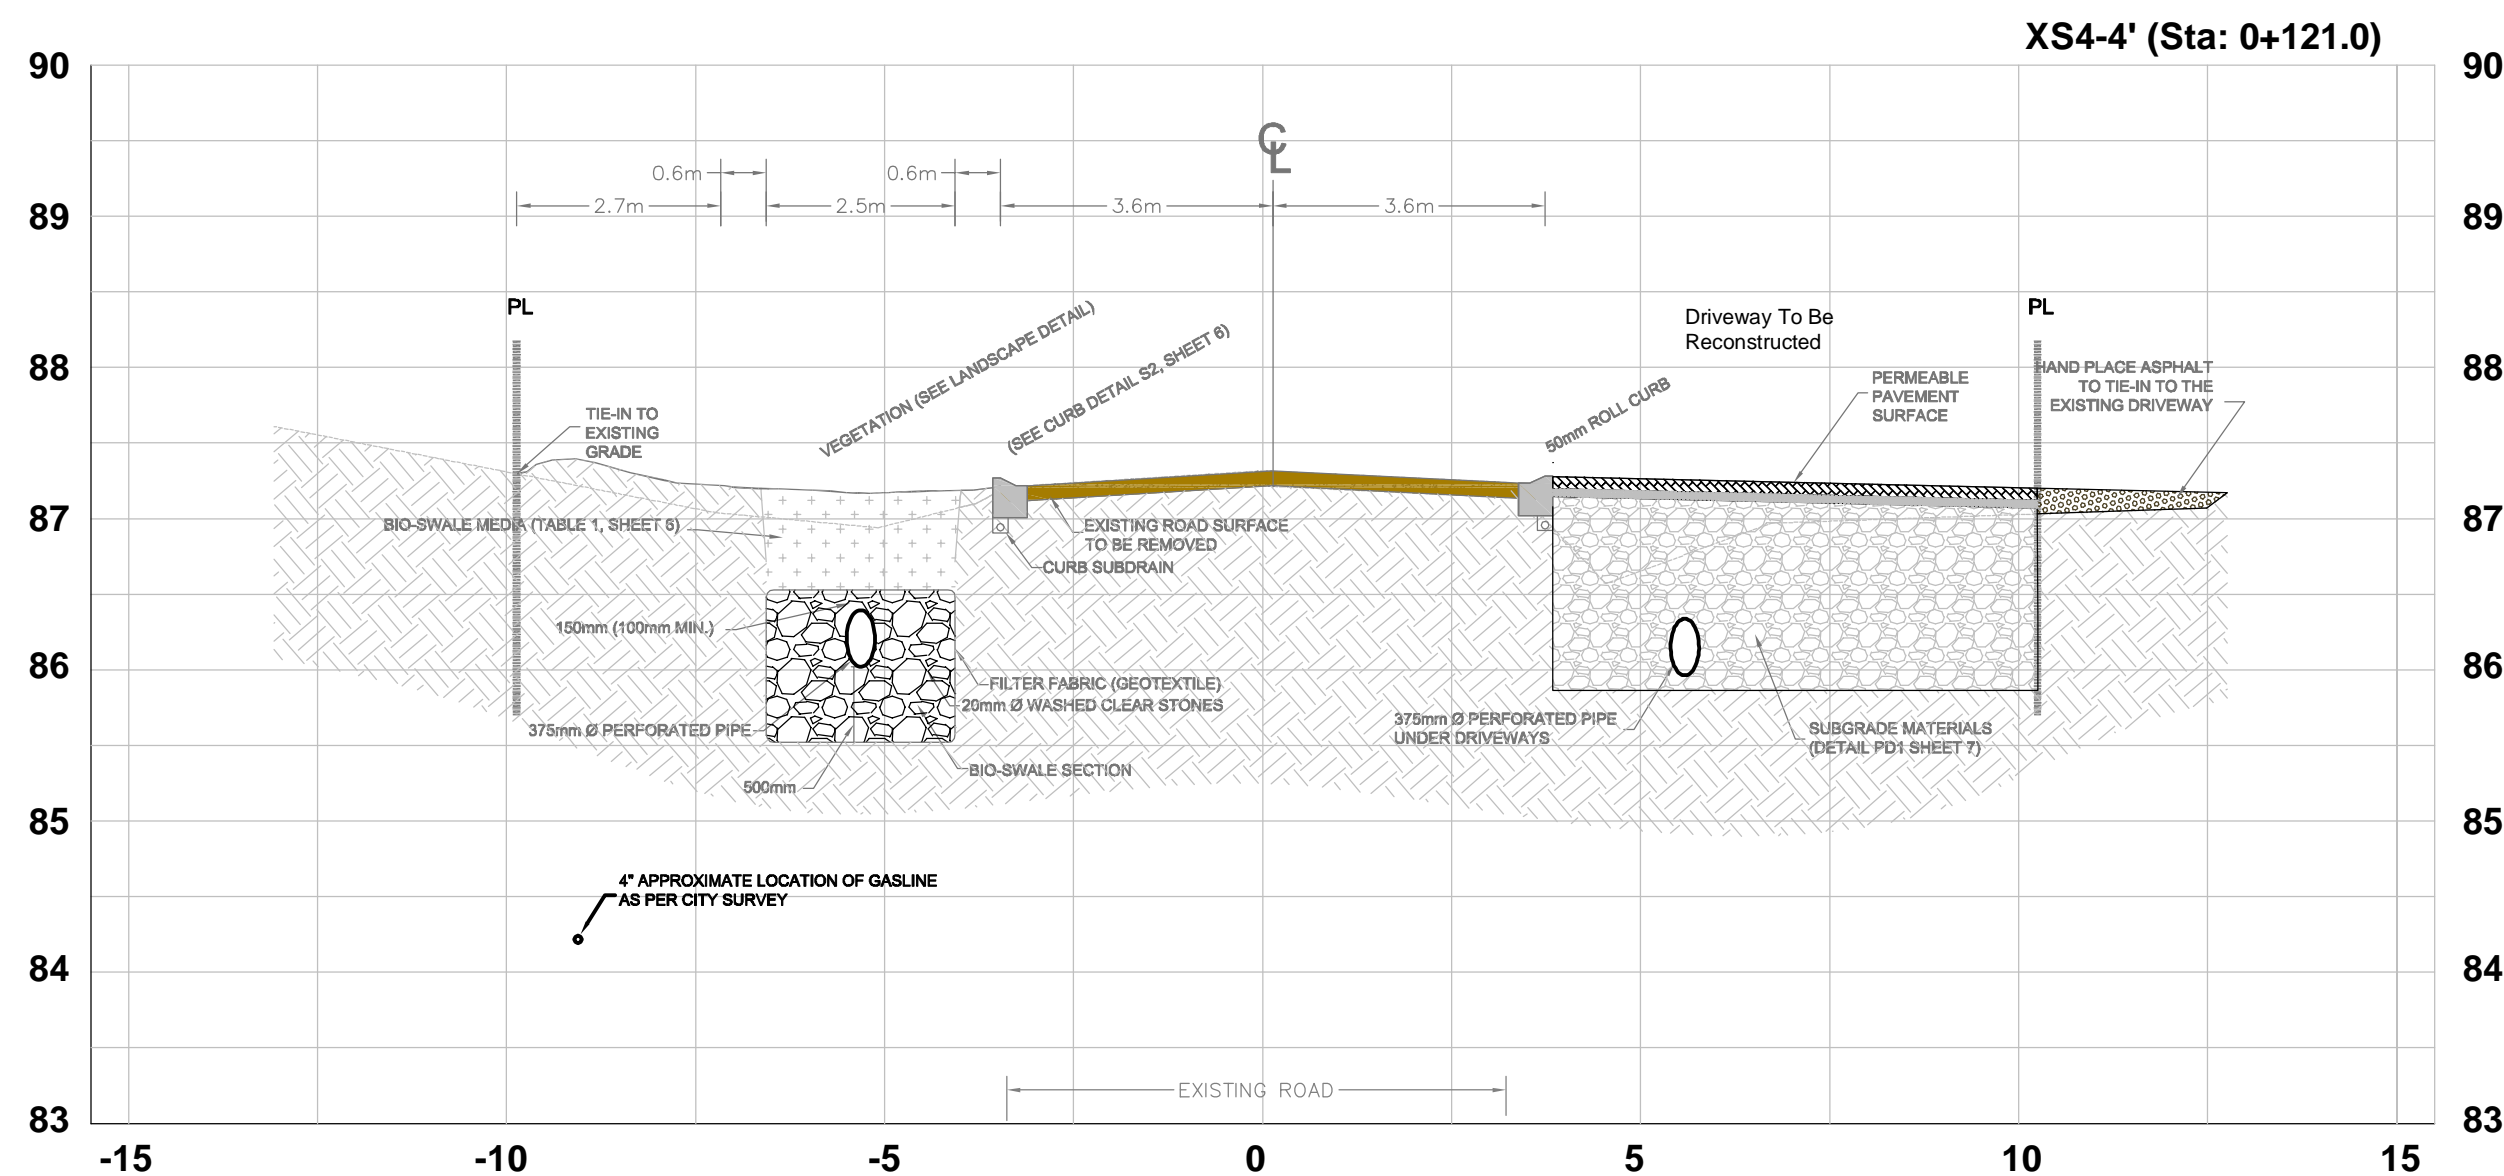 XS4-4' (Sta: 0+121.0)
90
90
89
89
88
88
87
87
86
86
85
85
84
84
83
83
CL
0.6m
0.6m
2.7m
2.5m
3.6m
3.6m
PL
PL
VEGETATION (SEE LANDSCAPE DETAIL)
(SEE CURB DETAIL S2, SHEET 6)
Driveway To Be
Reconstructed
50mm ROLL CURB
PERMEABLE
PAVEMENT
SURFACE
HAND PLACE ASPHALT
TO TIE-IN TO THE
EXISTING DRIVEWAY
TIE-IN TO
EXISTING
GRADE
BIO-SWALE MEDIA (TABLE 1, SHEET 6)
EXISTING ROAD SURFACE
TO BE REMOVED
CURB SUBDRAIN
150mm (100mm MIN.)
FILTER FABRIC (GEOTEXTILE)
20mm Ø WASHED CLEAR STONES
375mm Ø PERFORATED PIPE
BIO-SWALE SECTION
500mm
375mm Ø PERFORATED PIPE
UNDER DRIVEWAYS
SUBGRADE MATERIALS
(DETAIL PD1 SHEET 7)
4" APPROXIMATE LOCATION OF GASLINE
AS PER CITY SURVEY
EXISTING ROAD
-15
-10
-5
0
5
10
15